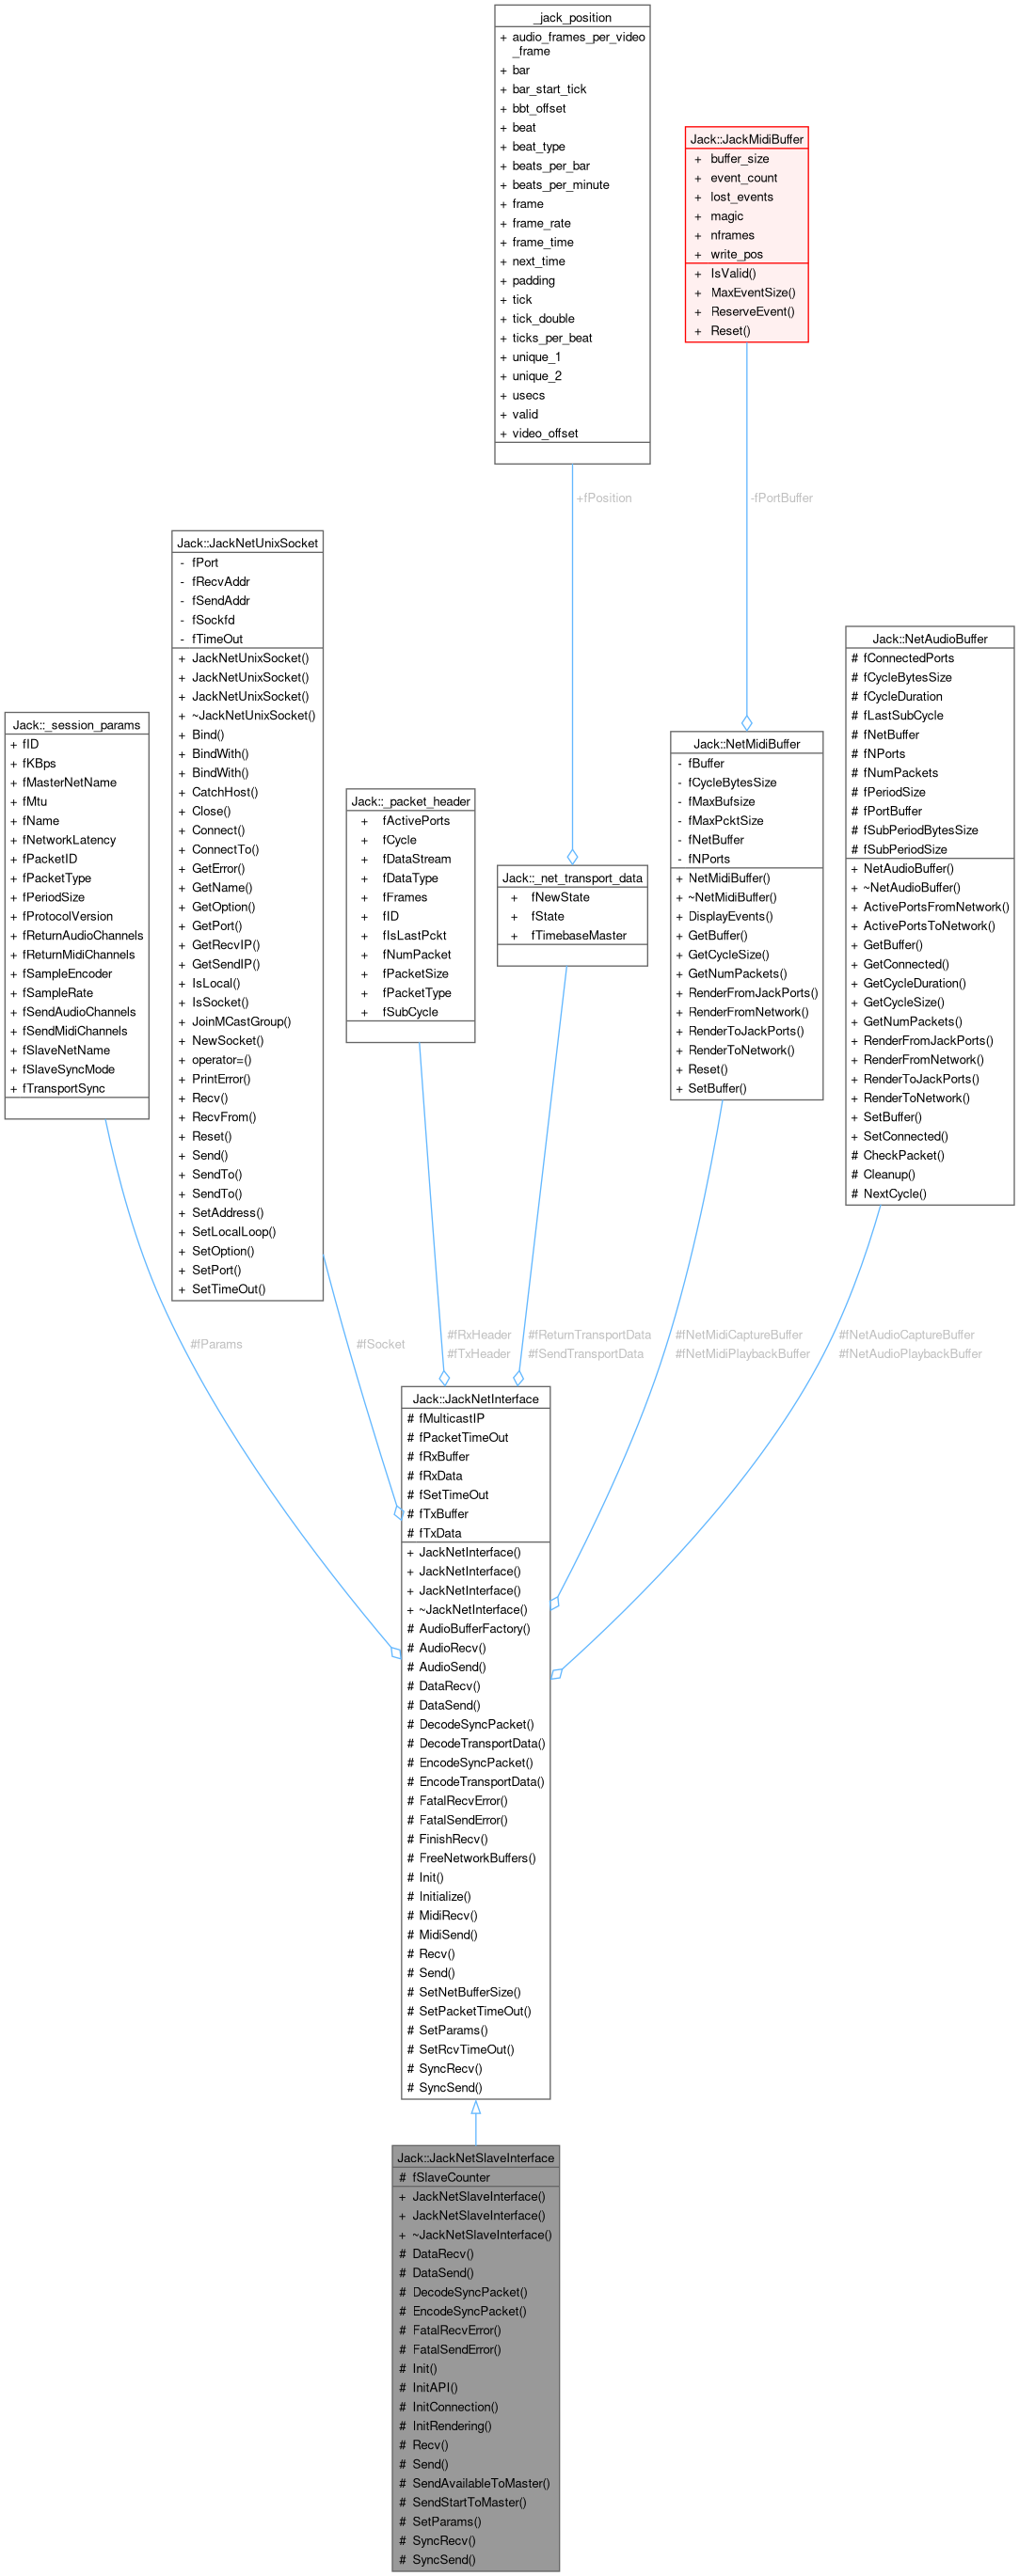 _jack_position
+ audio_frames_per_video
_frame
+ bar
+ bar_start_tick
+ bbt_offset
+ beat
+ beat_type
+ beats_per_bar
+ beats_per_minute
+ frame
+ frame_rate
+ frame_time
+ next_time
+ padding
+ tick
+ tick_double
+ ticks_per_beat
+ unique_1
+ unique_2
+ usecs
+ valid
+ video_offset
Jack::JackMidiBuffer
+ buffer_size
+ event_count
+ lost_events
+ magic
+ nframes
+ write_pos
+ IsValid()
+ MaxEventSize()
+ ReserveEvent()
+ Reset()
+fPosition
-fPortBuffer
Jack::JackNetUnixSocket
- fPort
- fRecvAddr
- fSendAddr
- fSockfd
- fTimeOut
+ JackNetUnixSocket()
+ JackNetUnixSocket()
+ JackNetUnixSocket()
+ ~JackNetUnixSocket()
+ Bind()
+ BindWith()
+ BindWith()
+ CatchHost()
+ Close()
+ Connect()
+ ConnectTo()
+ GetError()
+ GetName()
+ GetOption()
+ GetPort()
+ GetRecvIP()
+ GetSendIP()
+ IsLocal()
+ IsSocket()
+ JoinMCastGroup()
+ NewSocket()
+ operator=()
+ PrintError()
+ Recv()
+ RecvFrom()
+ Reset()
+ Send()
+ SendTo()
+ SendTo()
+ SetAddress()
+ SetLocalLoop()
+ SetOption()
+ SetPort()
+ SetTimeOut()
Jack::NetAudioBuffer
# fConnectedPorts
# fCycleBytesSize
# fCycleDuration
# fLastSubCycle
# fNetBuffer
# fNPorts
# fNumPackets
# fPeriodSize
# fPortBuffer
# fSubPeriodBytesSize
# fSubPeriodSize
+ NetAudioBuffer()
+ ~NetAudioBuffer()
+ ActivePortsFromNetwork()
+ ActivePortsToNetwork()
+ GetBuffer()
+ GetConnected()
+ GetCycleDuration()
+ GetCycleSize()
+ GetNumPackets()
+ RenderFromJackPorts()
+ RenderFromNetwork()
+ RenderToJackPorts()
+ RenderToNetwork()
+ SetBuffer()
+ SetConnected()
# CheckPacket()
# Cleanup()
# NextCycle()
Jack::_session_params
+ fID
+ fKBps
+ fMasterNetName
+ fMtu
+ fName
+ fNetworkLatency
+ fPacketID
+ fPacketType
+ fPeriodSize
+ fProtocolVersion
+ fReturnAudioChannels
+ fReturnMidiChannels
+ fSampleEncoder
+ fSampleRate
+ fSendAudioChannels
+ fSendMidiChannels
+ fSlaveNetName
+ fSlaveSyncMode
+ fTransportSync
Jack::NetMidiBuffer
- fBuffer
- fCycleBytesSize
- fMaxBufsize
- fMaxPcktSize
- fNetBuffer
- fNPorts
+ NetMidiBuffer()
+ ~NetMidiBuffer()
+ DisplayEvents()
+ GetBuffer()
+ GetCycleSize()
+ GetNumPackets()
+ RenderFromJackPorts()
+ RenderFromNetwork()
+ RenderToJackPorts()
+ RenderToNetwork()
+ Reset()
+ SetBuffer()
Jack::_packet_header
+ fActivePorts
+ fCycle
+ fDataStream
+ fDataType
+ fFrames
+ fID
+ fIsLastPckt
+ fNumPacket
+ fPacketSize
+ fPacketType
+ fSubCycle
Jack::_net_transport_data
+ fNewState
+ fState
+ fTimebaseMaster
#fParams
#fSocket
#fRxHeader
#fTxHeader
#fReturnTransportData
#fSendTransportData
#fNetMidiCaptureBuffer
#fNetMidiPlaybackBuffer
#fNetAudioCaptureBuffer
#fNetAudioPlaybackBuffer
Jack::JackNetInterface
# fMulticastIP
# fPacketTimeOut
# fRxBuffer
# fRxData
# fSetTimeOut
# fTxBuffer
# fTxData
+ JackNetInterface()
+ JackNetInterface()
+ JackNetInterface()
+ ~JackNetInterface()
# AudioBufferFactory()
# AudioRecv()
# AudioSend()
# DataRecv()
# DataSend()
# DecodeSyncPacket()
# DecodeTransportData()
# EncodeSyncPacket()
# EncodeTransportData()
# FatalRecvError()
# FatalSendError()
# FinishRecv()
# FreeNetworkBuffers()
# Init()
# Initialize()
# MidiRecv()
# MidiSend()
# Recv()
# Send()
# SetNetBufferSize()
# SetPacketTimeOut()
# SetParams()
# SetRcvTimeOut()
# SyncRecv()
# SyncSend()
Jack::JackNetSlaveInterface
# fSlaveCounter
+ JackNetSlaveInterface()
+ JackNetSlaveInterface()
+ ~JackNetSlaveInterface()
# DataRecv()
# DataSend()
# DecodeSyncPacket()
# EncodeSyncPacket()
# FatalRecvError()
# FatalSendError()
# Init()
# InitAPI()
# InitConnection()
# InitRendering()
# Recv()
# Send()
# SendAvailableToMaster()
# SendStartToMaster()
# SetParams()
# SyncRecv()
# SyncSend()